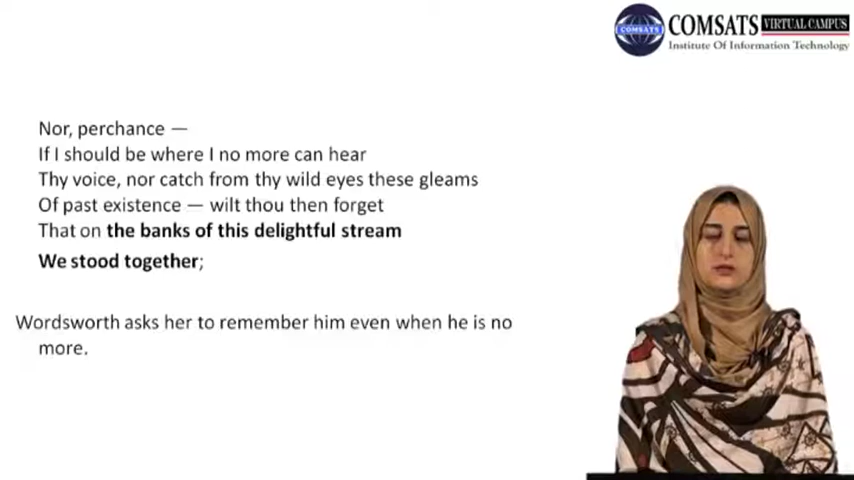 COMSATS
COMSATS VIRTUAL CAMPUS
Institute Of Information Technology
Nor, perchance —
If I should be where I no more can hear
Thy voice, nor catch from thy wild eyes these gleams
Of past existence — wilt thou then forget
That on the banks of this delightful stream
We stood together;
Wordsworth asks her to remember him even when he is no
more.